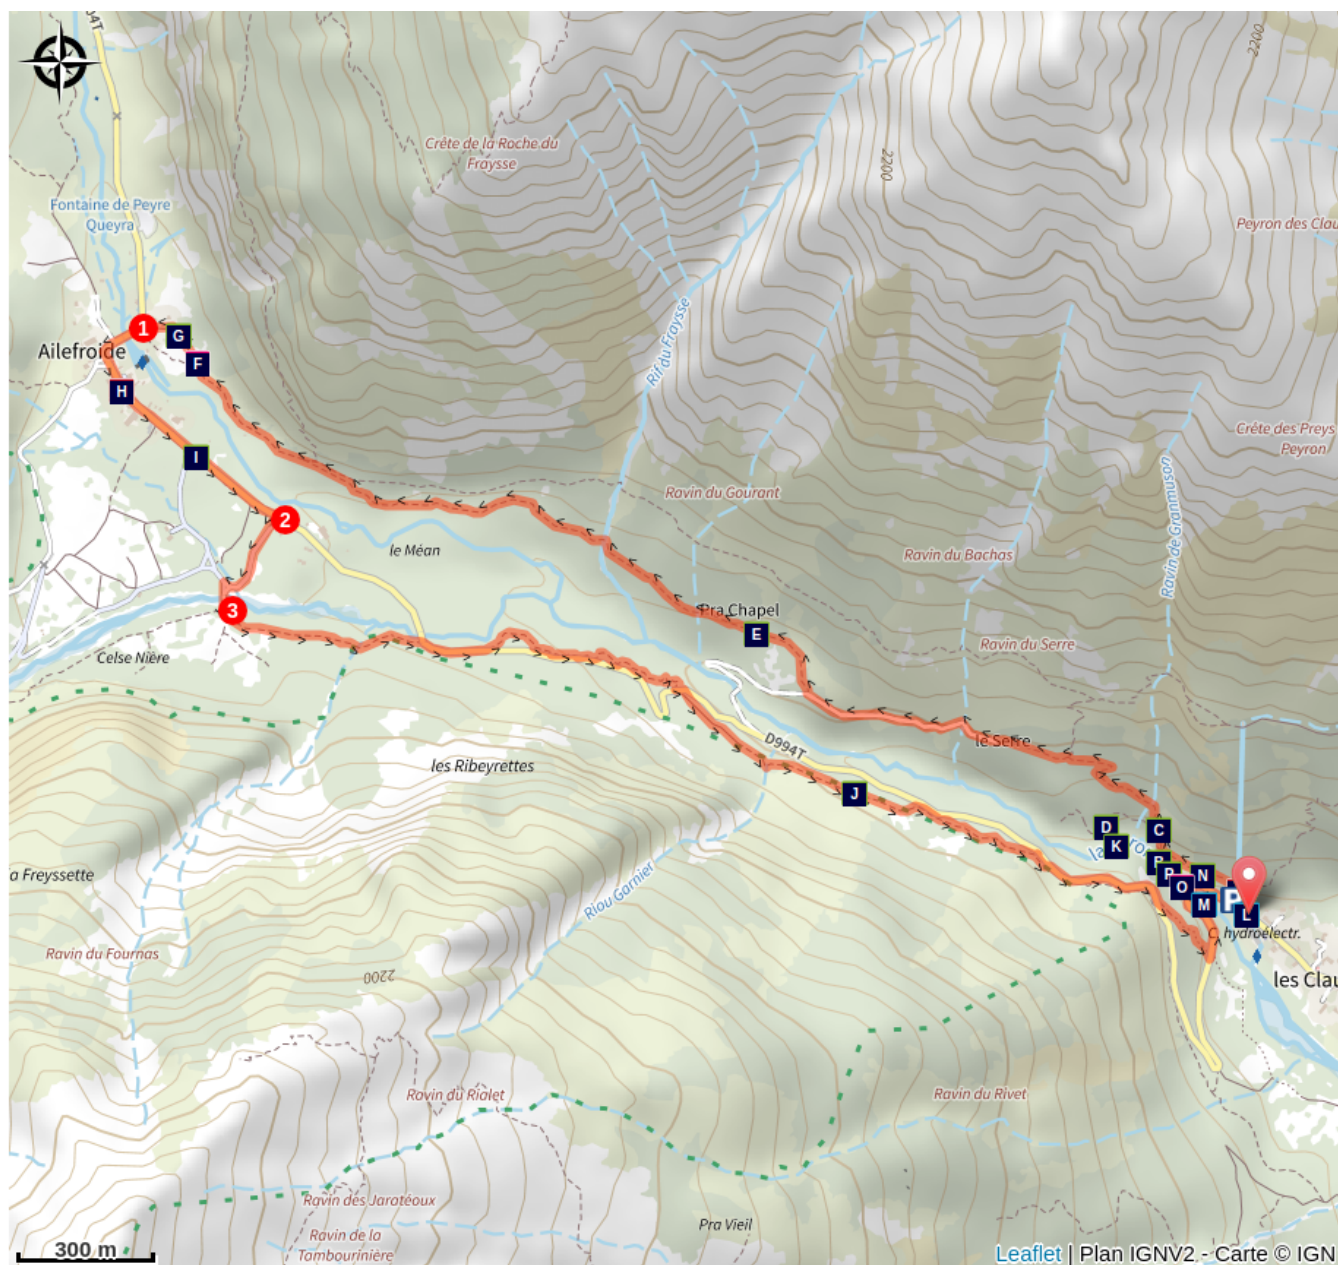 04T
2200
Crête de la Roche du
Fraysse
2200
Fontaine de Peyre
Queyra
Peyron des Clau
1
G
Ailefroide
F
Rif du Fraysse
H
Crête des Preys
Peyron
I
Ravin du Gourant
Ravin de Granmuson
2
le Méan
Ravin du Bachas
3
Pra Chapel
E
Ravin du Serre
Celse Nière
le Serre
D994T
les Ribeyrettes
J
D
C
K
B
a Freyssette
P
N
O
P
Riou Garnier
M
L
C. hydroélectr.
Ravin du Fournas
2200
les Clau
Ravin du Rialet
Ravin du Rivet
Ravin des Jarotéoux
Pra Vieil
Ravin de la
Tambourinière
300 m
Leaflet | Plan IGNV2 - Carte © IGN